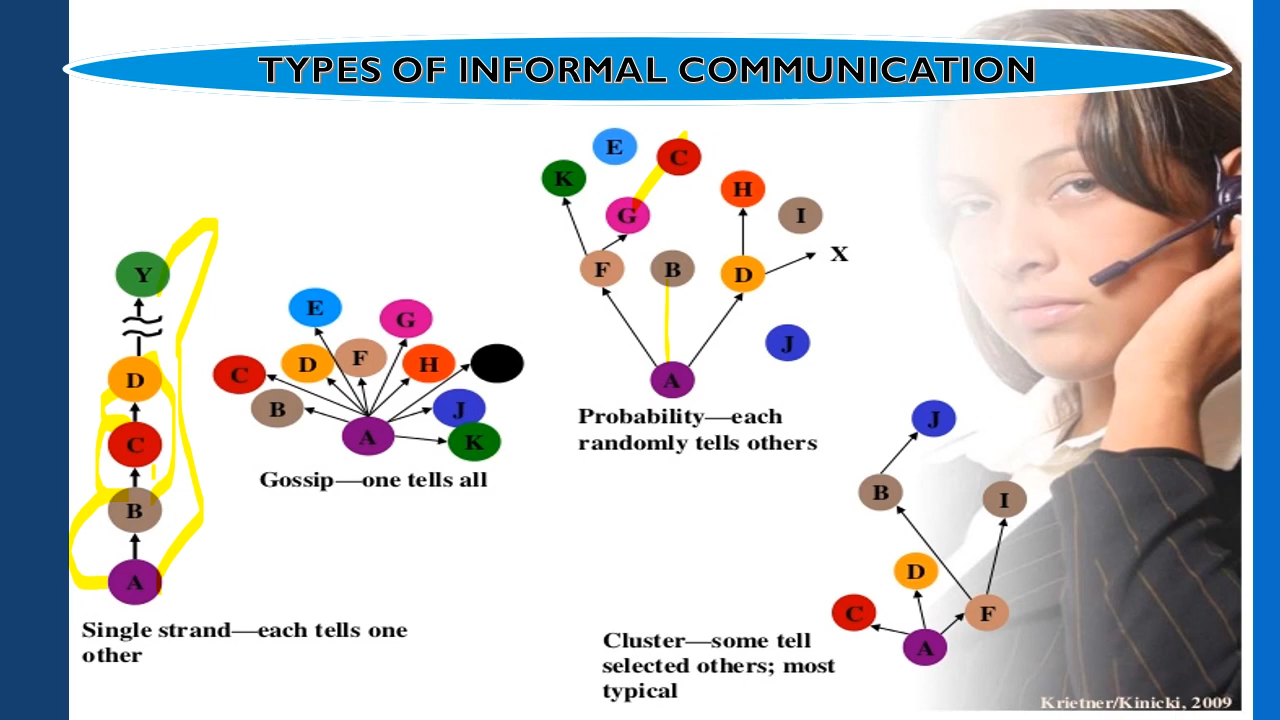 TYPES OF INFORMAL COMMUNICATION
Y
D
C
B
A
Single strand—each tells one
other
E
G
C
D
F
H
B
J
A
K
Gossip—one tells all
E
C
K
H
G
I
F
B
D
X
J
A
Probability—each
randomly tells others
J
B
I
D
C
F
A
Cluster—some tell
selected others; most
typical
Krietner/Kinicki, 2009